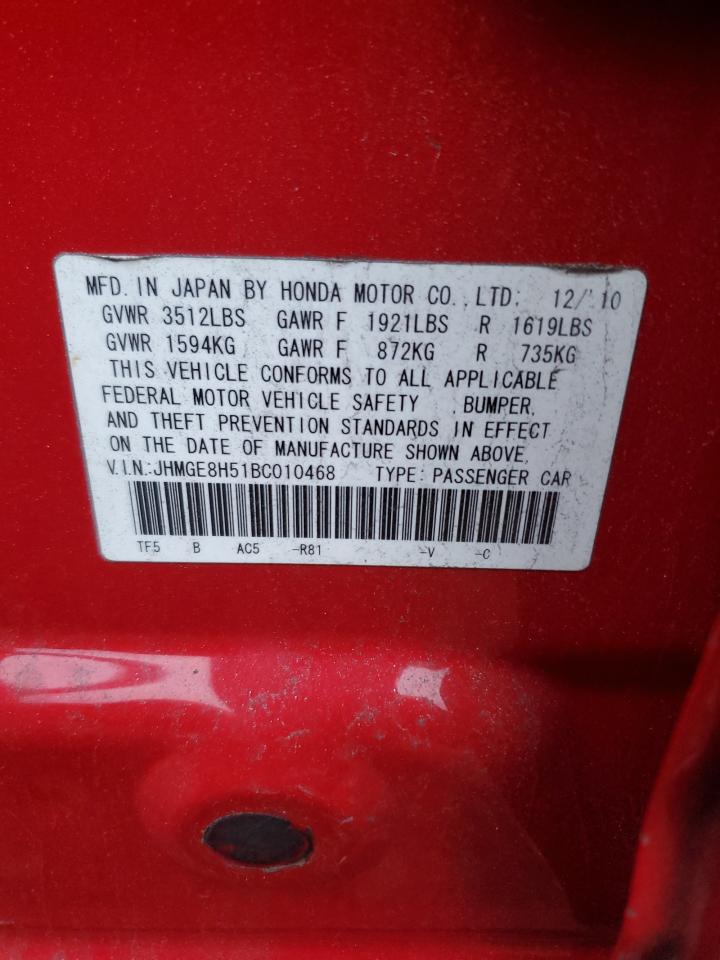 MFD. IN JAPAN BY HONDA MOTOR CO., LTD. 12/'10
GVWR 3512LBS GAWR F 1921LBS R 1619LBS
GVWR 1594KG GAWR F 872KG R 735KG
THIS VEHICLE CONFORMS TO ALL APPLICABLE
FEDERAL MOTOR VEHICLE SAFETY , BUMPER,
AND THEFT PREVENTION STANDARDS IN EFFECT
ON THE DATE OF MANUFACTURE SHOWN ABOVE.
V.I.N.:JHMGE8H51BC010468 TYPE: PASSENGER CAR
TF5 B AC5 -R81 -V -C